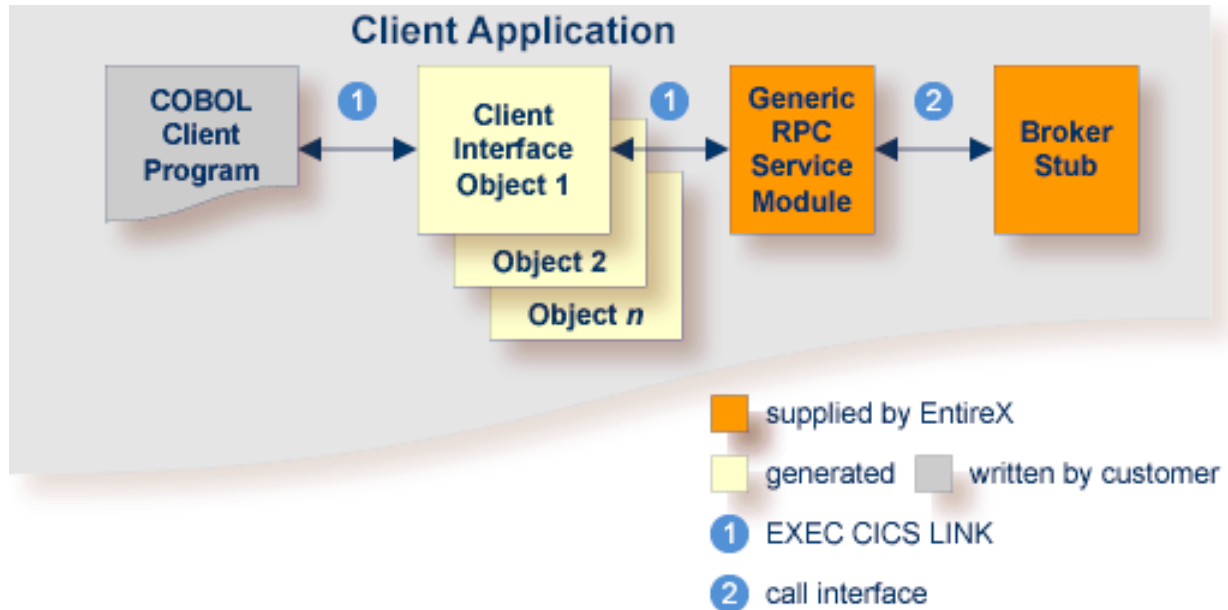 Client Application
COBOL
Client
Program
1
Client
Interface
Object 1
Object 2
Object n
1
Generic
RPC
Service
Module
2
Broker
Stub
supplied by EntireX
generated
written by customer
1 EXEC CICS LINK
2 call interface